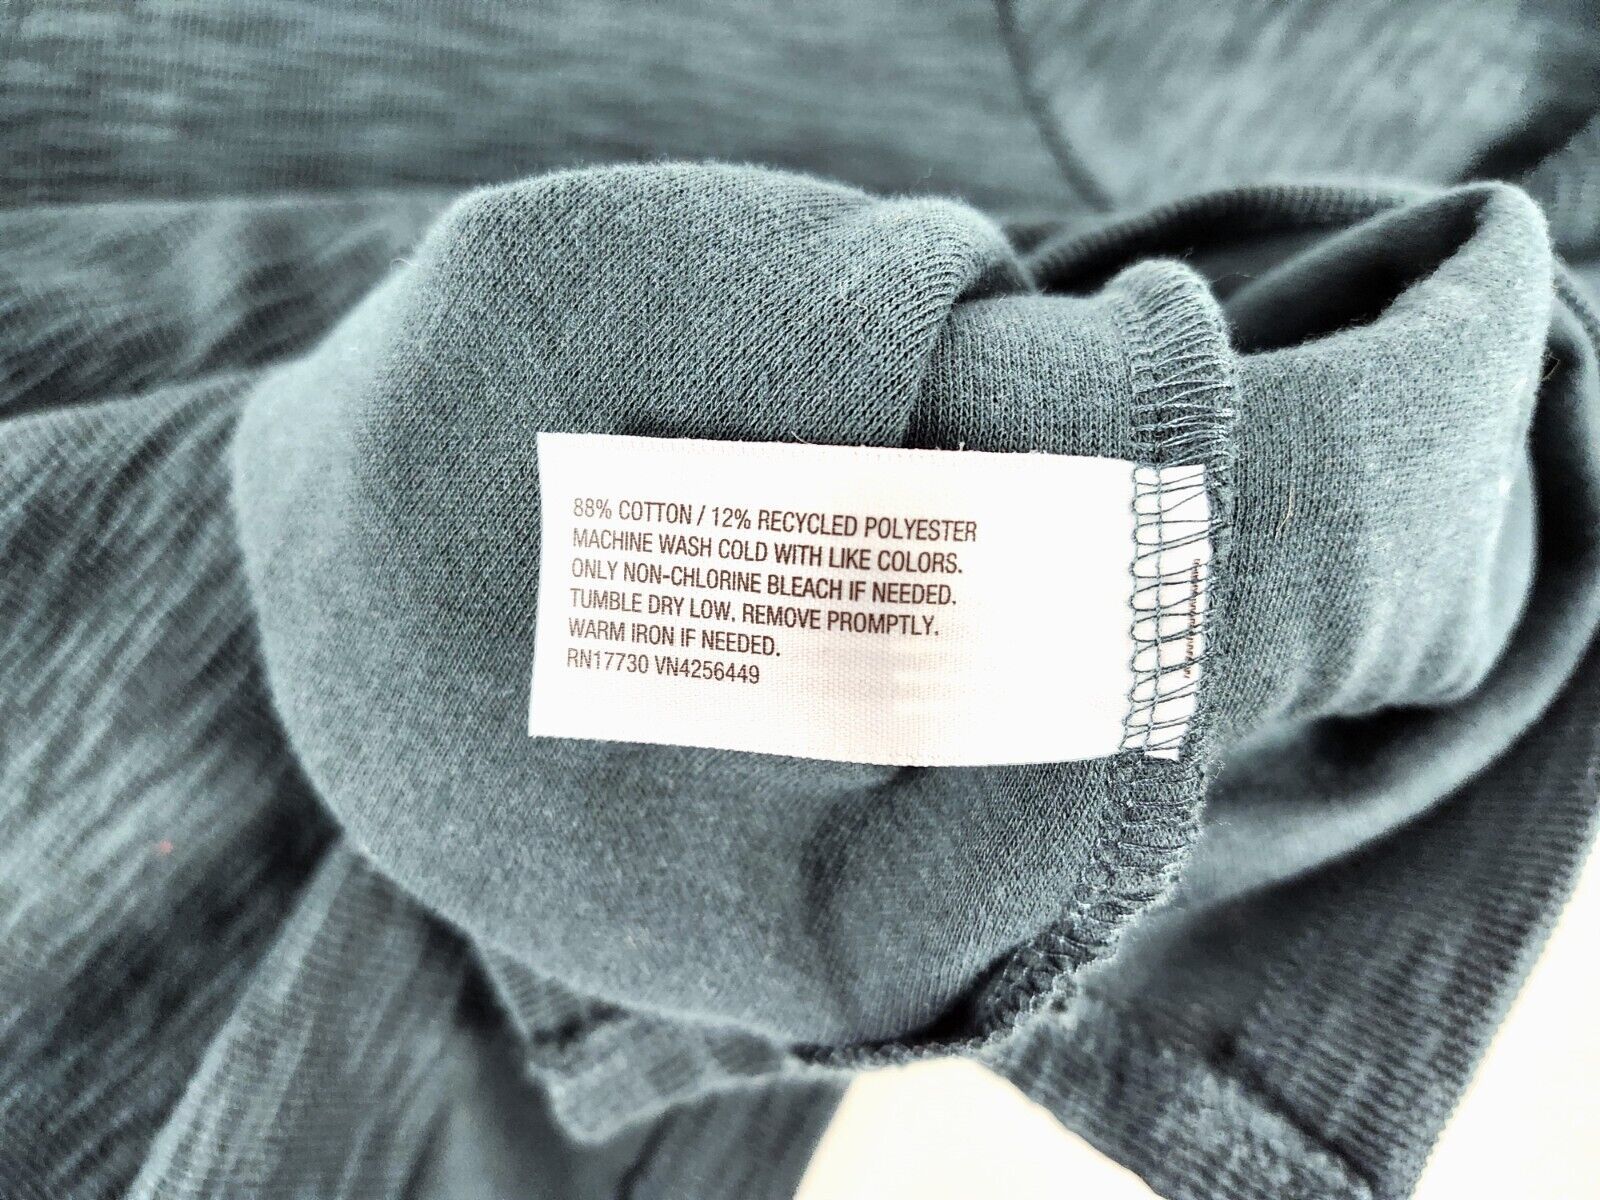 88% COTTON / 12% RECYCLED POLYESTER
MACHINE WASH COLD WITH LIKE COLORS.
ONLY NON-CHLORINE BLEACH IF NEEDED.
TUMBLE DRY LOW. REMOVE PROMPTLY.
WARM IRON IF NEEDED.
RN17730 VN4256449